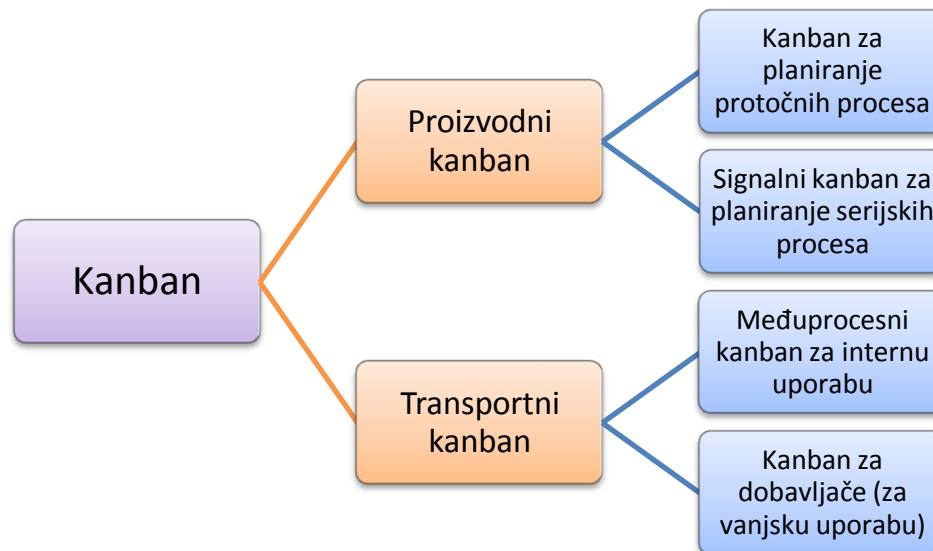 Kanban
Proizvodni
kanban
Kanban za
planiranje
protočnih procesa
Signalni kanban za
planiranje serijskih
procesa
Transportni
kanban
Međuprocesni
kanban za internu
uporabu
Kanban za
dobavljače (za
vanjsku uporabu)